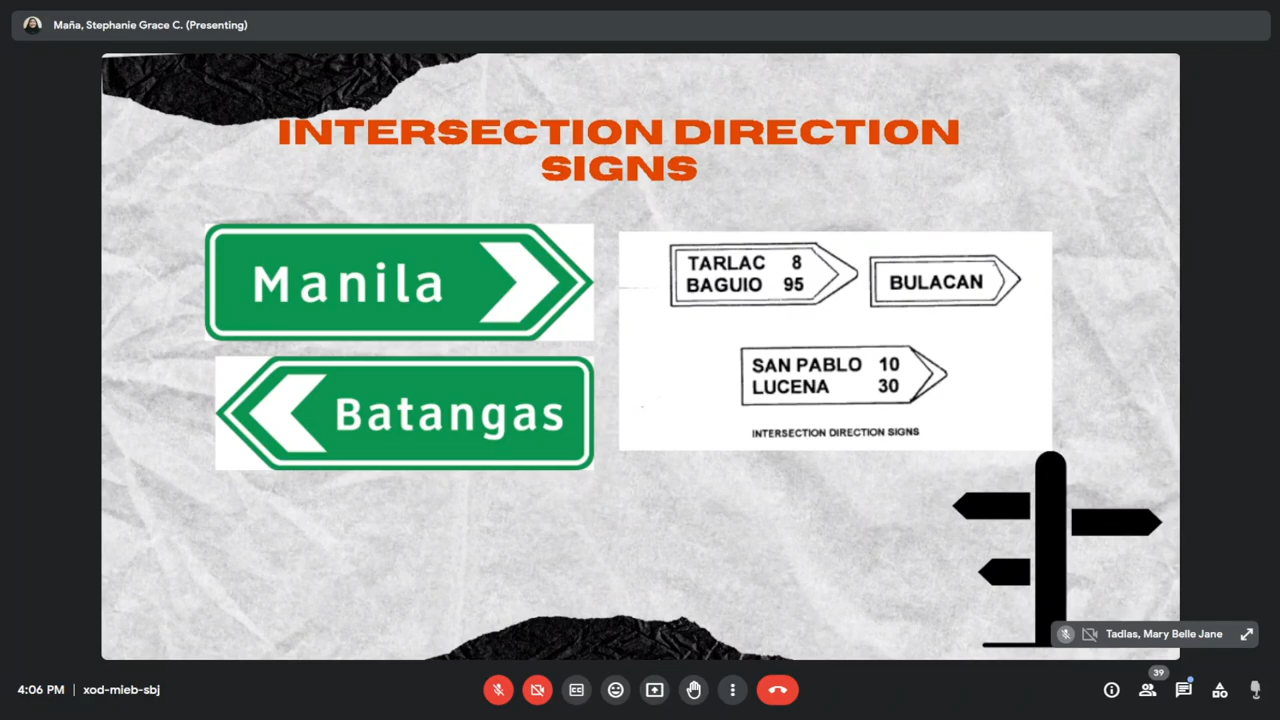 Maña, Stephanie Grace C. (Presenting)
INTERSECTION DIRECTION
SIGNS
Manila
Batangas
TARLAC 8
BAGUIO 95
BULACAN
SAN PABLO 10
LUCENA 30
INTERSECTION DIRECTION SIGNS
Tadlas, Mary Belle Jane
4:06 PM | xod-mieb-sbj
CC
39